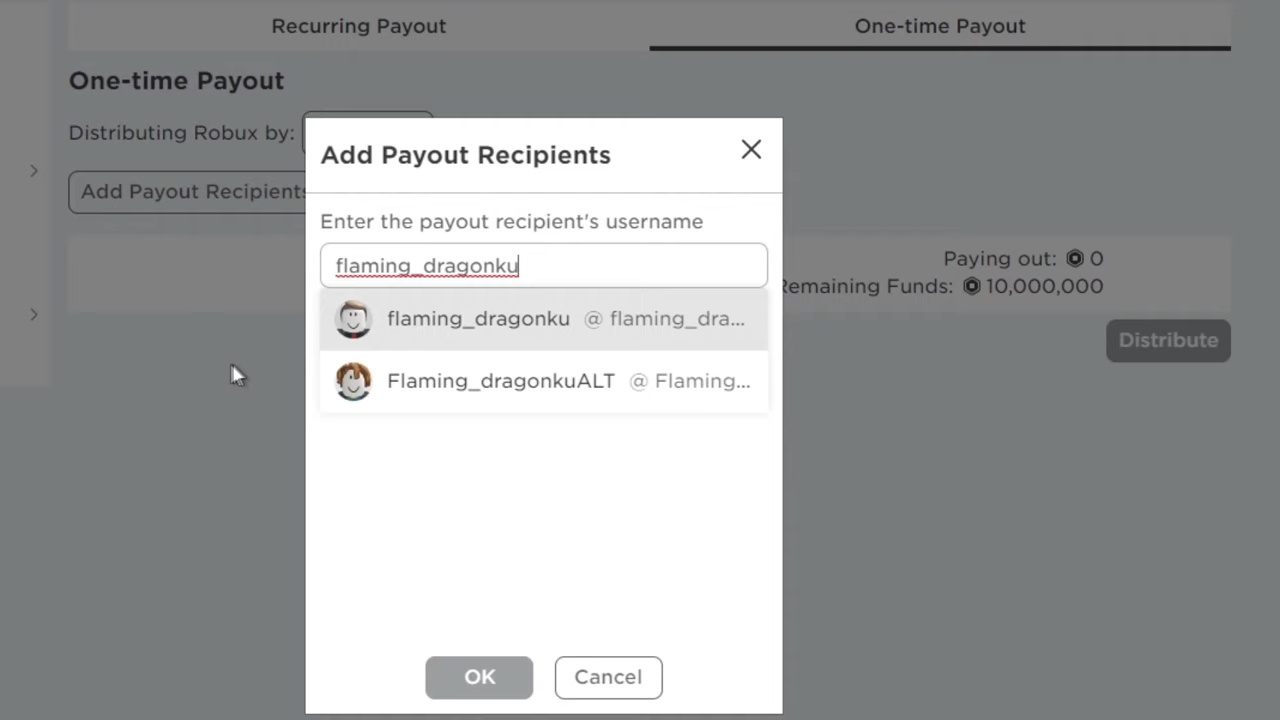 Recurring Payout
One-time Payout
One-time Payout
Distributing Robux by:
Add Payout Recipients
Paying out: 0
Remaining Funds: 10,000,000
Distribute
Add Payout Recipients
Enter the payout recipient's username
flaming_dragonku
flaming_dragonku @ flaming_dra...
Flaming_dragonkuALT @ Flaming...
OK
Cancel